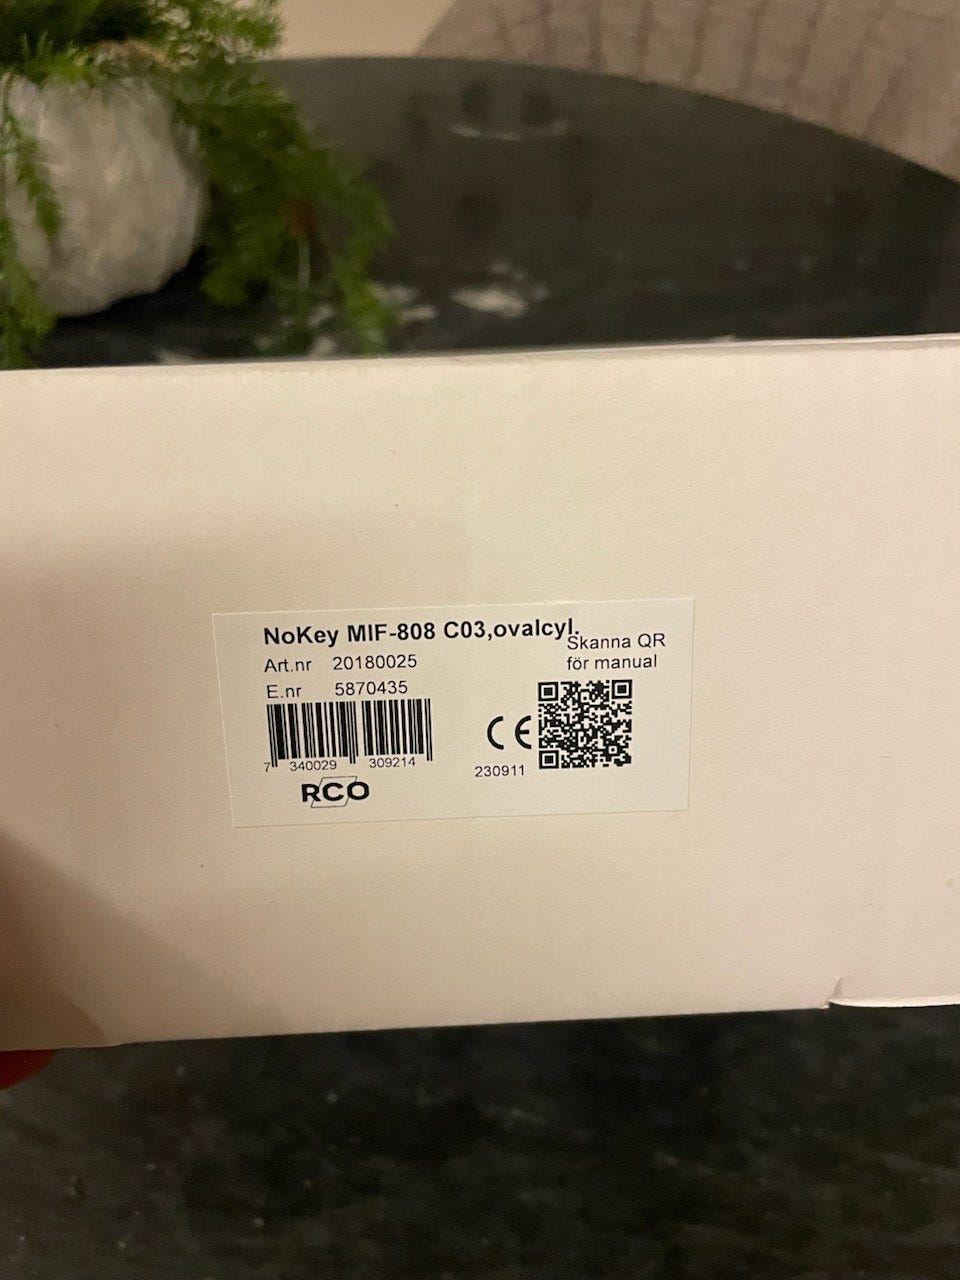 NoKey MIF-808 C03,ovalcyl.
Skanna QR
för manual
Art.nr 20180025
E.nr 5870435
7 340029 309214
CE
230911
RCO